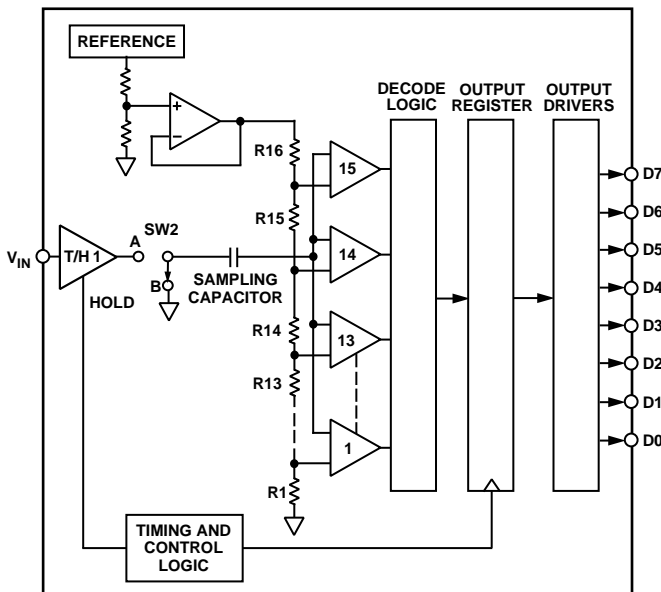 REFERENCE
+
−
DECODE LOGIC
OUTPUT REGISTER
OUTPUT DRIVERS
R16
15
D7
R15
D6
A
SW2
14
VIN
T/H 1
D5
SAMPLING CAPACITOR
B
HOLD
D4
R14
13
D3
R13
D2
D1
1
D0
R1
TIMING AND CONTROL LOGIC